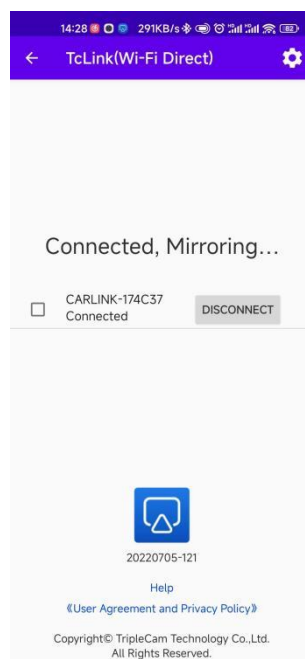 14:28 291KB/s 82
TcLink(Wi-Fi Direct)
Connected, Mirroring...
CARLINK-174C37
Connected
DISCONNECT
20220705-121
Help
《User Agreement and Privacy Policy》
Copyright© TripleCam Technology Co.,Ltd.
All Rights Reserved.